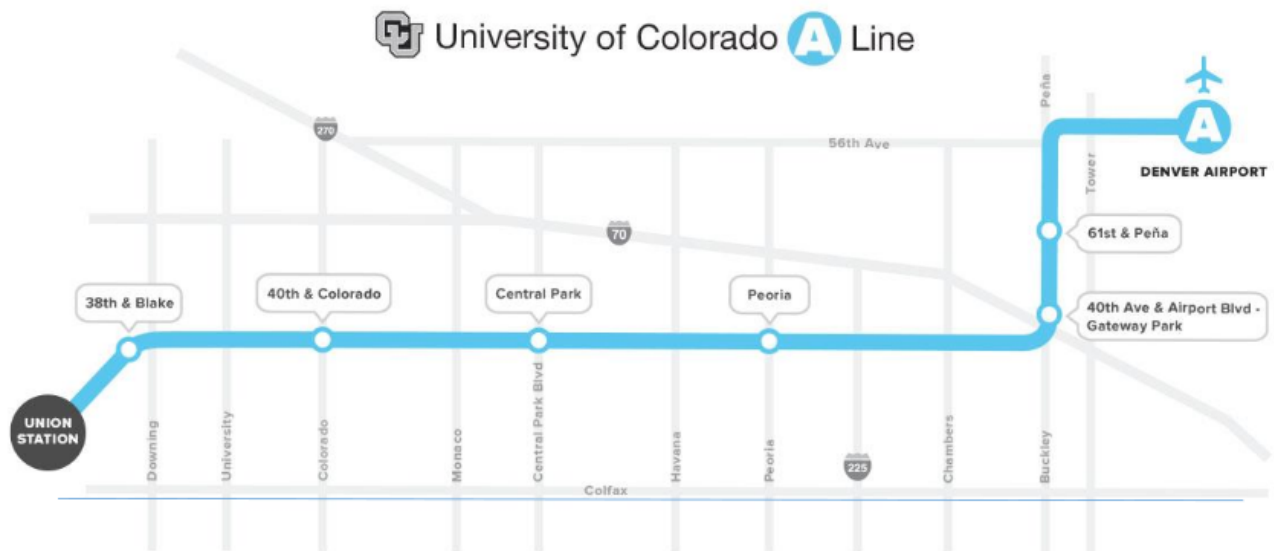 CU University of Colorado A Line
270
56th Ave
Peña
Tower
A
DENVER AIRPORT
70
61st & Peña
38th & Blake
40th & Colorado
Central Park
Peoria
40th Ave & Airport Blvd -
Gateway Park
UNION
STATION
Downing
University
Colorado
Monaco
Central Park Blvd
Havana
Peoria
225
Chambers
Buckley
Colfax